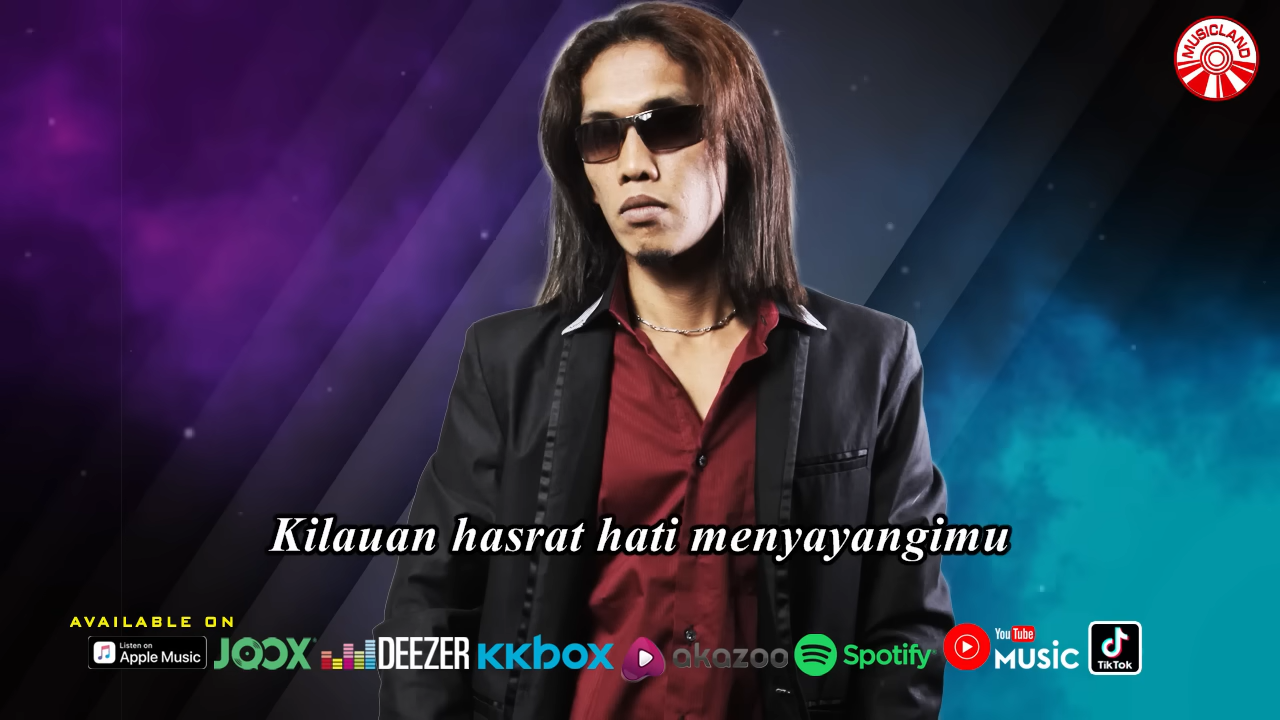 MUSICLAND
Kilauan hasrat hati menyayangimu
AVAILABLE ON
Listen on
Apple Music
JOOX
DEEZER
KKBOX
akazoo
Spotify
YouTube
MUSIC
TikTok